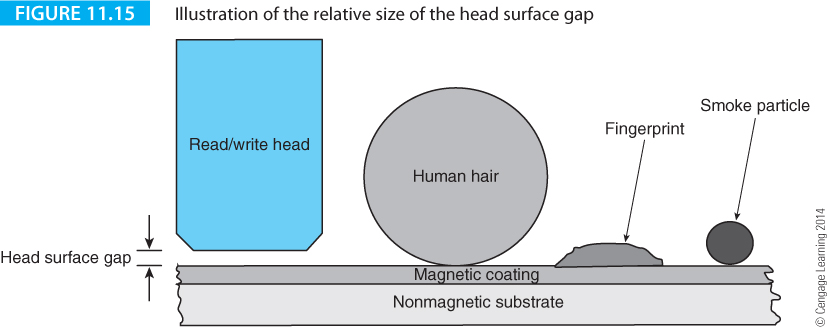 FIGURE 11.15 Illustration of the relative size of the head surface gap
Smoke particle
Fingerprint
Read/write head
Human hair
Head surface gap
Magnetic coating
Nonmagnetic substrate
© Cengage Learning 2014